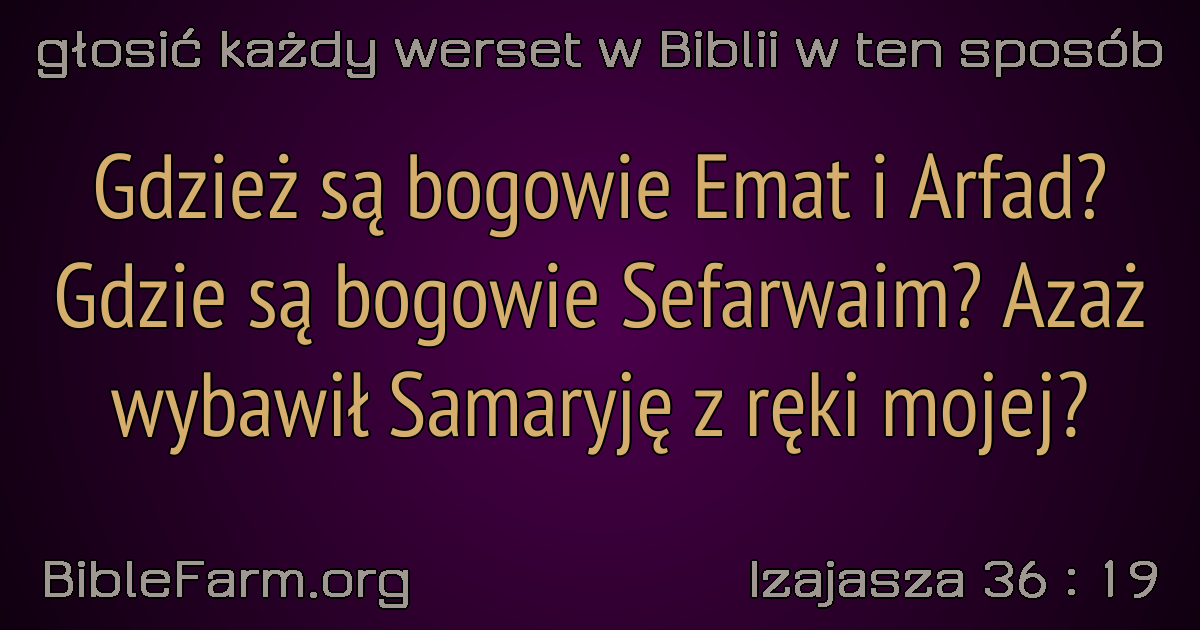 głosić każdy werset w Biblii w ten sposób
Gdzież są bogowie Emat i Arfad?
Gdzie są bogowie Sefarwaim? Azaż
wybawił Samaryję z ręki mojej?
BibleFarm.org
Izajasza 36 : 19